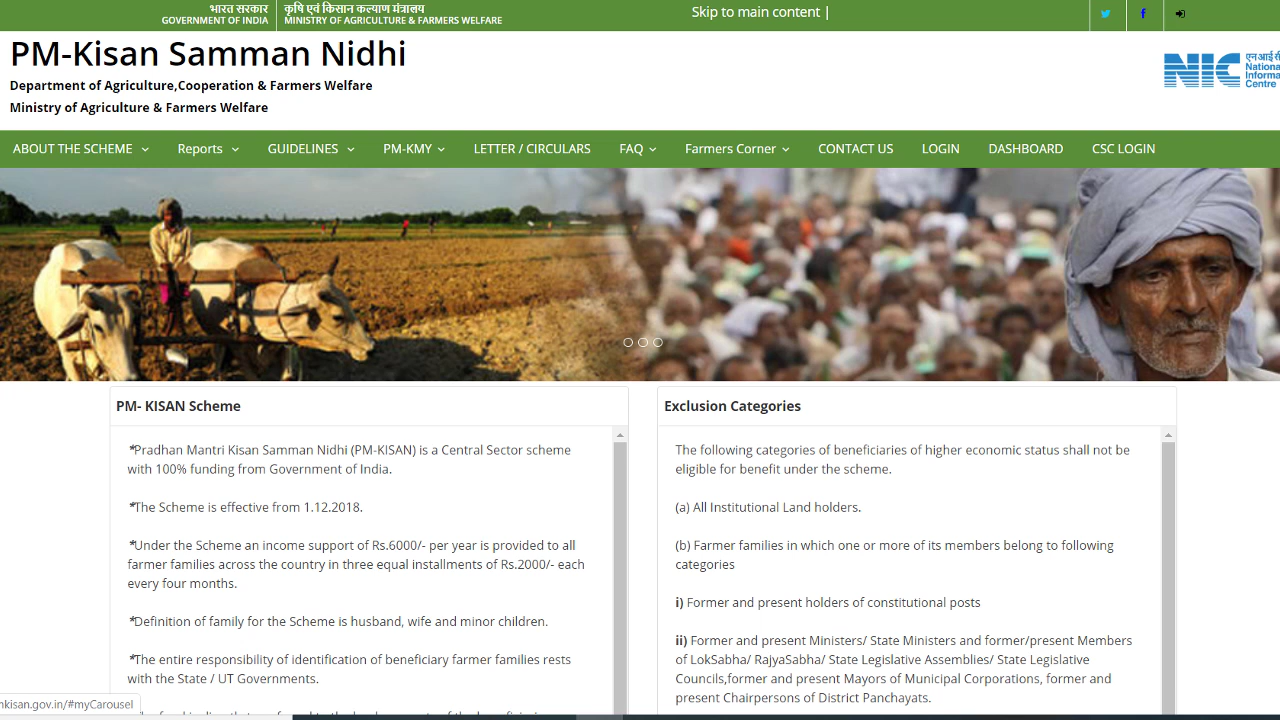 भारत सरकार
GOVERNMENT OF INDIA
कृषि एवं किसान कल्याण मंत्रालय
MINISTRY OF AGRICULTURE & FARMERS WELFARE
Skip to main content |
PM-Kisan Samman Nidhi
Department of Agriculture,Cooperation & Farmers Welfare
Ministry of Agriculture & Farmers Welfare
NIC
एन आई सी
National
Informa
Centre
ABOUT THE SCHEME Reports GUIDELINES PM-KMY LETTER / CIRCULARS FAQ Farmers Corner CONTACT US LOGIN DASHBOARD CSC LOGIN
PM- KISAN Scheme
*Pradhan Mantri Kisan Samman Nidhi (PM-KISAN) is a Central Sector scheme
with 100% funding from Government of India.
*The Scheme is effective from 1.12.2018.
*Under the Scheme an income support of Rs.6000/- per year is provided to all
farmer families across the country in three equal installments of Rs.2000/- each
every four months.
*Definition of family for the Scheme is husband, wife and minor children.
*The entire responsibility of identification of beneficiary farmer families rests
with the State / UT Governments.
Exclusion Categories
The following categories of beneficiaries of higher economic status shall not be
eligible for benefit under the scheme.
(a) All Institutional Land holders.
(b) Farmer families in which one or more of its members belong to following
categories
i) Former and present holders of constitutional posts
ii) Former and present Ministers/ State Ministers and former/present Members
of LokSabha/ RajyaSabha/ State Legislative Assemblies/ State Legislative
Councils,former and present Mayors of Municipal Corporations, former and
present Chairpersons of District Panchayats.
nkisan.gov.in/#myCarousel